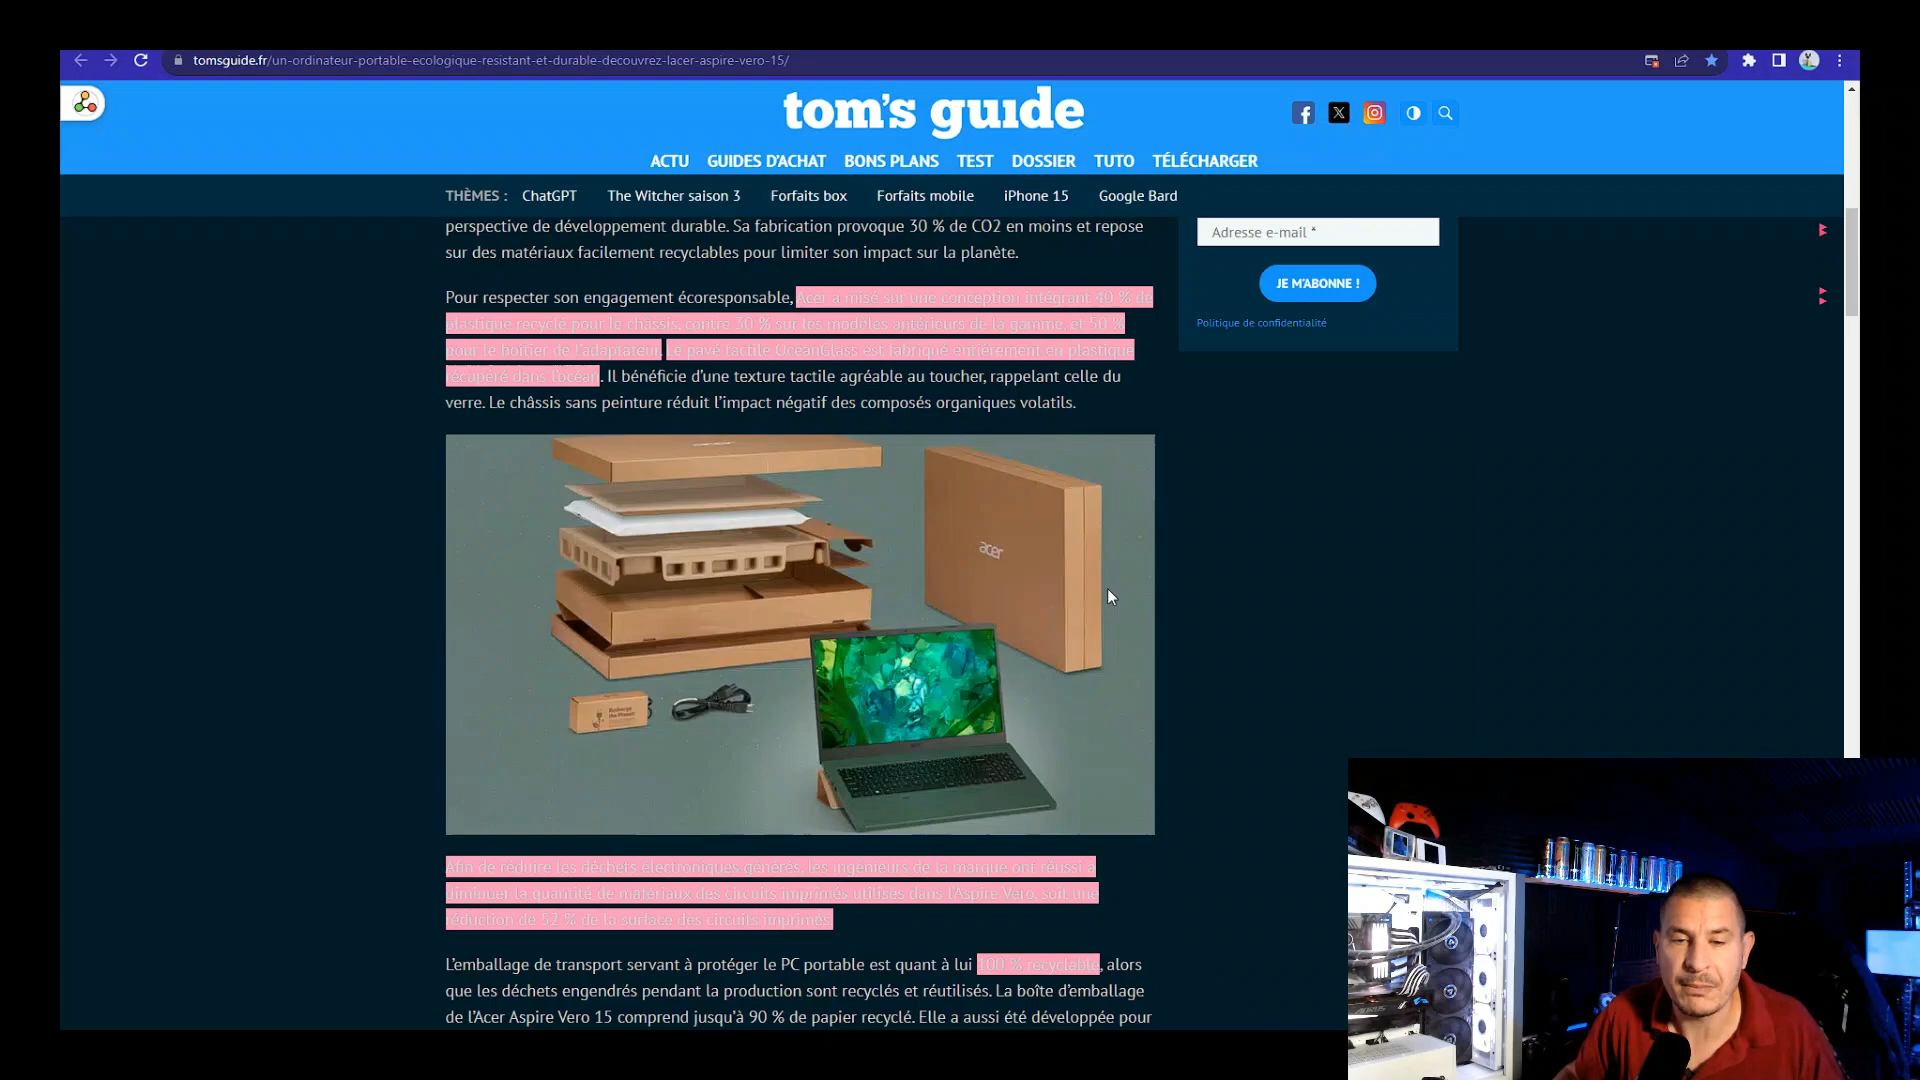 tomsguide.fr/un-ordinateur-portable-ecologique-resistant-et-durable-decouvrez-lacer-aspire-vero-15/
tom's guide
ACTU GUIDES D'ACHAT BONS PLANS TEST DOSSIER TUTO TÉLÉCHARGER
THÈMES : ChatGPT The Witcher saison 3 Forfaits box Forfaits mobile iPhone 15 Google Bard
perspective de développement durable. Sa fabrication provoque 30 % de CO2 en moins et repose
sur des matériaux facilement recyclables pour limiter son impact sur la planète.
Pour respecter son engagement écoresponsable, Acer a misé sur une conception intégrant 40 % de
plastique recyclé pour le châssis, contre 30 % sur les modèles antérieurs de la gamme, et 50 %
pour le boîtier de l'adaptateur. Le pavé tactile OceanGlass est fabriqué entièrement en plastique
récupéré dans l'océan. Il bénéficie d'une texture tactile agréable au toucher, rappelant celle du
verre. Le châssis sans peinture réduit l'impact négatif des composés organiques volatils.
Adresse e-mail *
JE M'ABONNE !
Politique de confidentialité
acer
Recharge
the Planet
Afin de réduire les déchets électroniques générés, les ingénieurs de la marque ont réussi à
diminuer la quantité de matériaux des circuits imprimés utilisés dans l'Aspire Vero, soit une
réduction de 52 % de la surface des circuits imprimés.
L'emballage de transport servant à protéger le PC portable est quant à lui 100 % recyclable, alors
que les déchets engendrés pendant la production sont recyclés et réutilisés. La boîte d'emballage
de l'Acer Aspire Vero 15 comprend jusqu'à 90 % de papier recyclé. Elle a aussi été développée pour